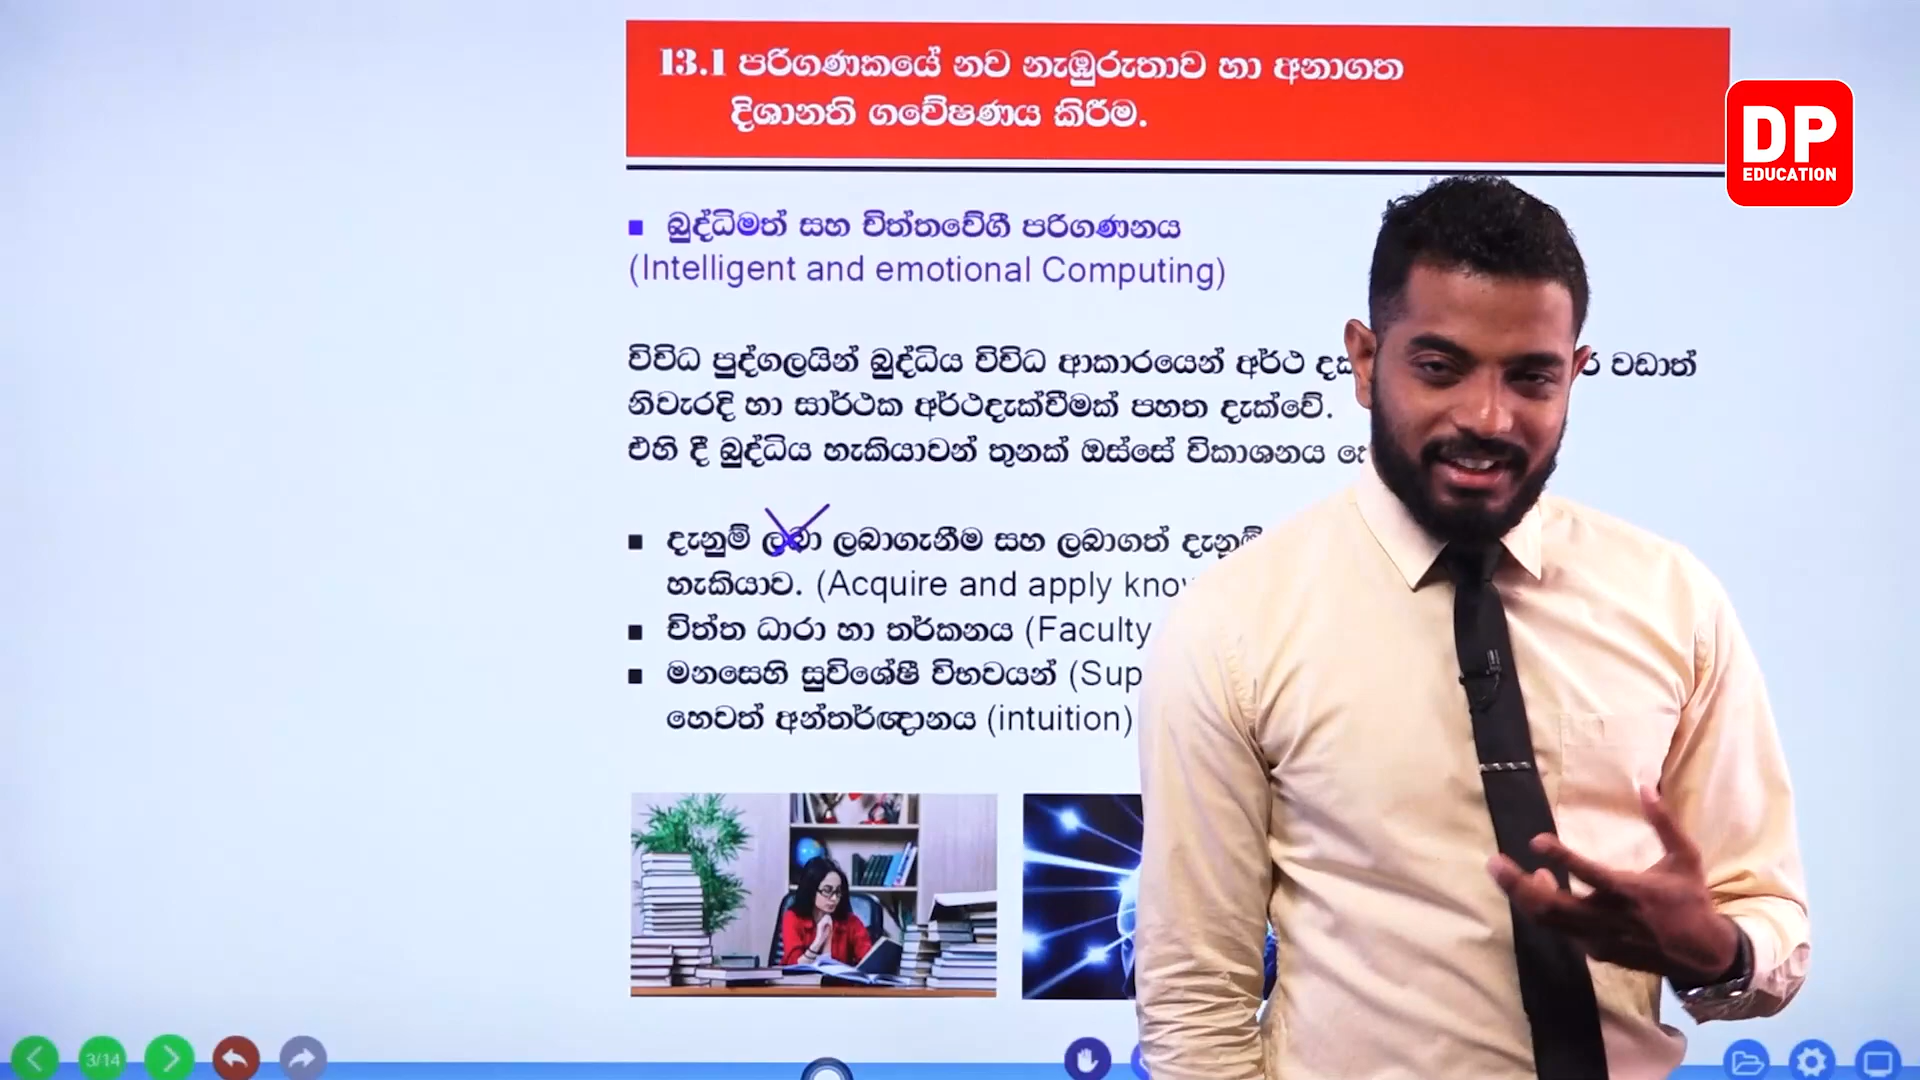 13.1 පරිගණකයේ නව නැඹුරුතාව හා අනාගත
දිශානති ගවේෂණය කිරීම.
DP
EDUCATION
බුද්ධිමත් සහ චිත්තවේගී පරිගණනය
(Intelligent and emotional Computing)
විවිධ පුද්ගලයින් බුද්ධිය විවිධ ආකාරයෙන් අර්ථ වඩාත්
නිවැරදි හා සාර්ථක අර්ථදැක්වීමක් පහත දැක්වේ.
එහි දී බුද්ධිය හැකියාවන් තුනක් ඔස්සේ විකාශනය
දැනුම් ලබා ලබාගැනීම සහ ලබාගත් දැනුම්
හැකියාව. (Acquire and apply
චිත්ත ධාරා හා තර්කනය (Faculty
මනසෙහි සුවිශේෂී විභවයන් (Sup
හෙවත් අන්තර්ඥානය (intuition)
3/14